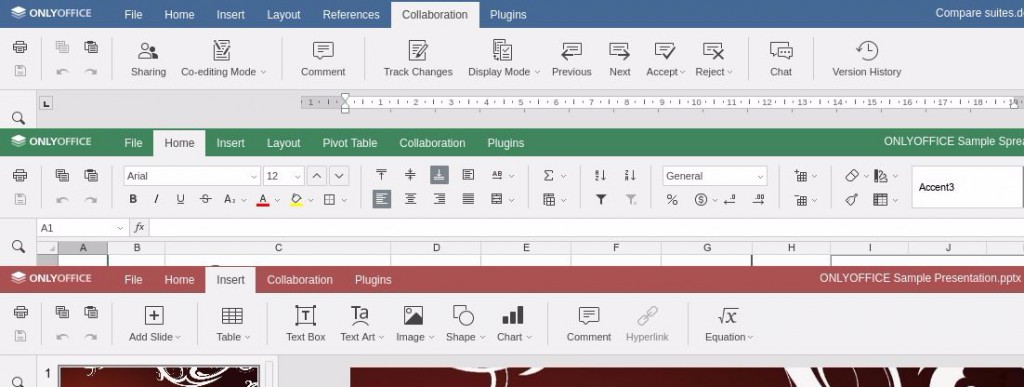 ONLYOFFICE File Home Insert Layout References Collaboration Plugins Compare suites.d
Sharing Co-editing Mode Comment Track Changes Display Mode Previous Next Accept Reject Chat Version History
1 1 2 3 4 5 6 7 8 9 10 11 12 13 14 15 16 17 18
ONLYOFFICE File Home Insert Layout Pivot Table Collaboration Plugins ONLYOFFICE Sample Sprea
Arial 12 General
B I U S A A Accent3
A1 fx
A B C D E F G H I J
ONLYOFFICE File Home Insert Collaboration Plugins ONLYOFFICE Sample Presentation.pptx
Add Slide Table Text Box Text Art Image Shape Chart Comment Hyperlink Equation
1